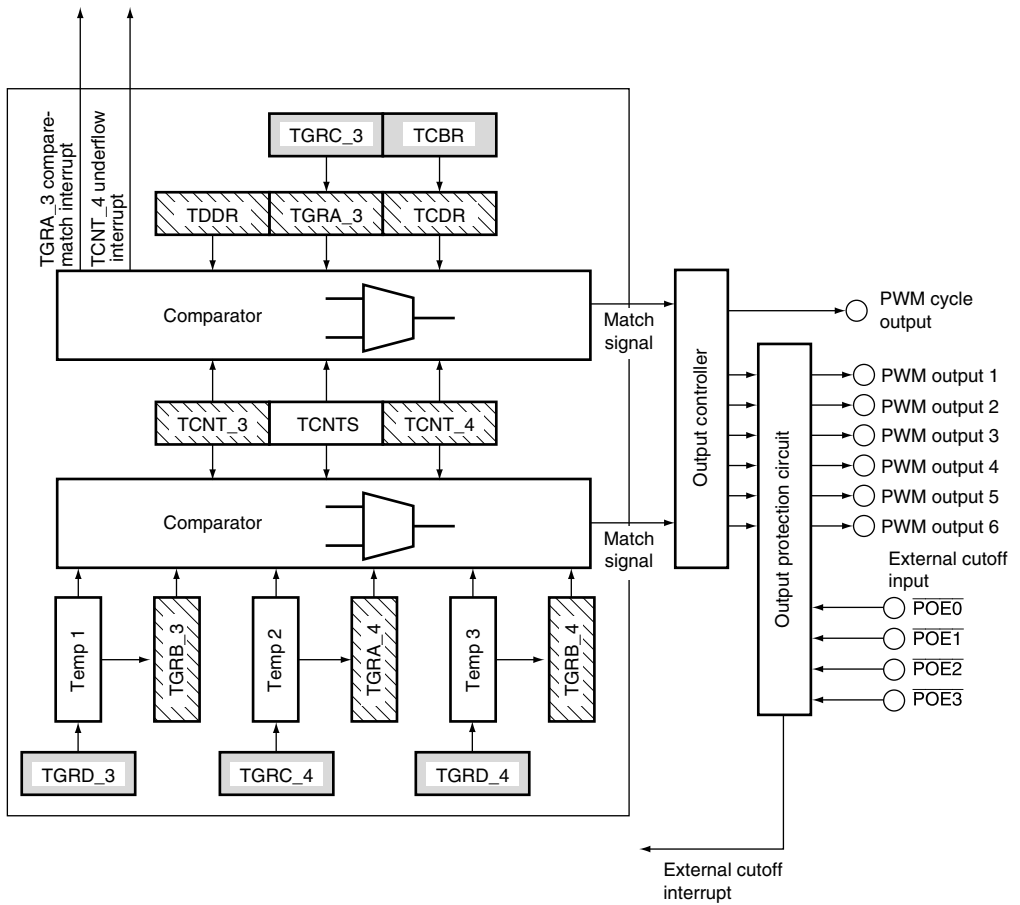 TGRA_3 compare-
match interrupt
TCNT_4 underflow
interrupt
TGRC_3
TCBR
TDDR
TGRA_3
TCDR
Comparator
Match
signal
PWM cycle
output
TCNT_3
TCNTS
TCNT_4
Output controller
Output protection circuit
PWM output 1
PWM output 2
PWM output 3
PWM output 4
PWM output 5
PWM output 6
Comparator
Match
signal
External cutoff
input
POE0
POE1
POE2
POE3
Temp 1
TGRB_3
Temp 2
TGRA_4
Temp 3
TGRB_4
TGRD_3
TGRC_4
TGRD_4
External cutoff
interrupt